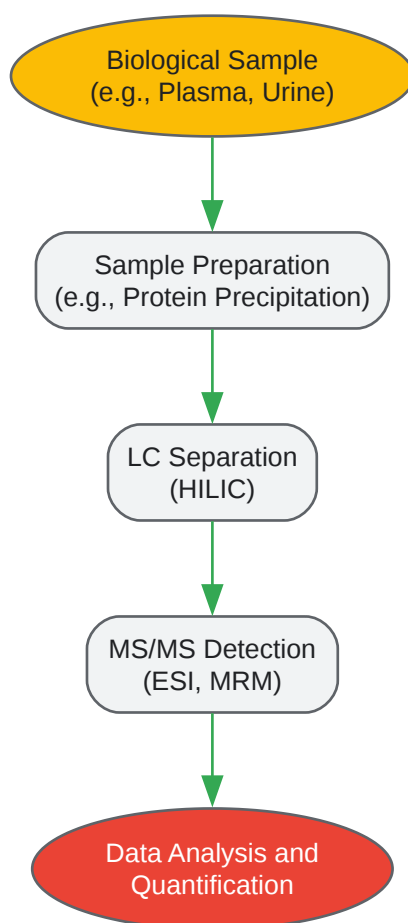 Biological Sample
(e.g., Plasma, Urine)
Sample Preparation
(e.g., Protein Precipitation)
LC Separation
(HILIC)
MS/MS Detection
(ESI, MRM)
Data Analysis and
Quantification